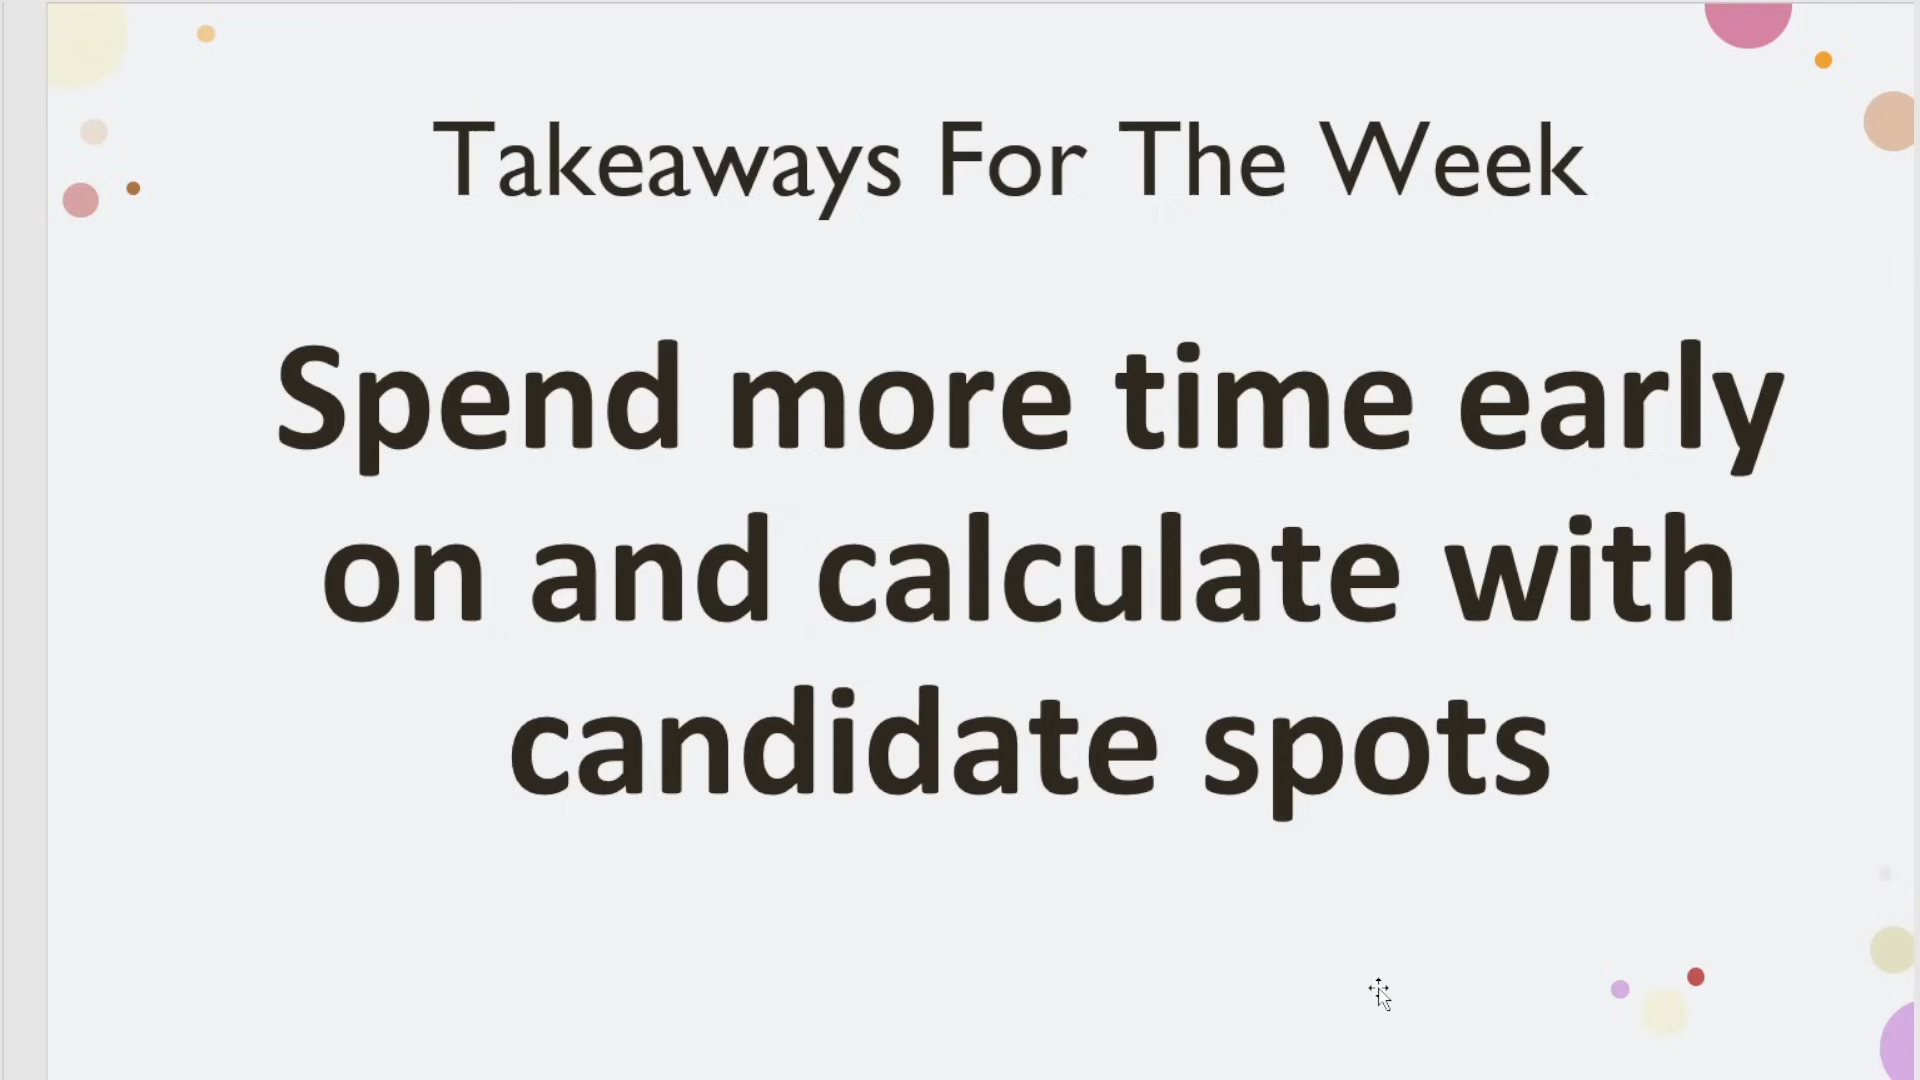 Takeaways For The Week
Spend more time early
on and calculate with
candidate spots